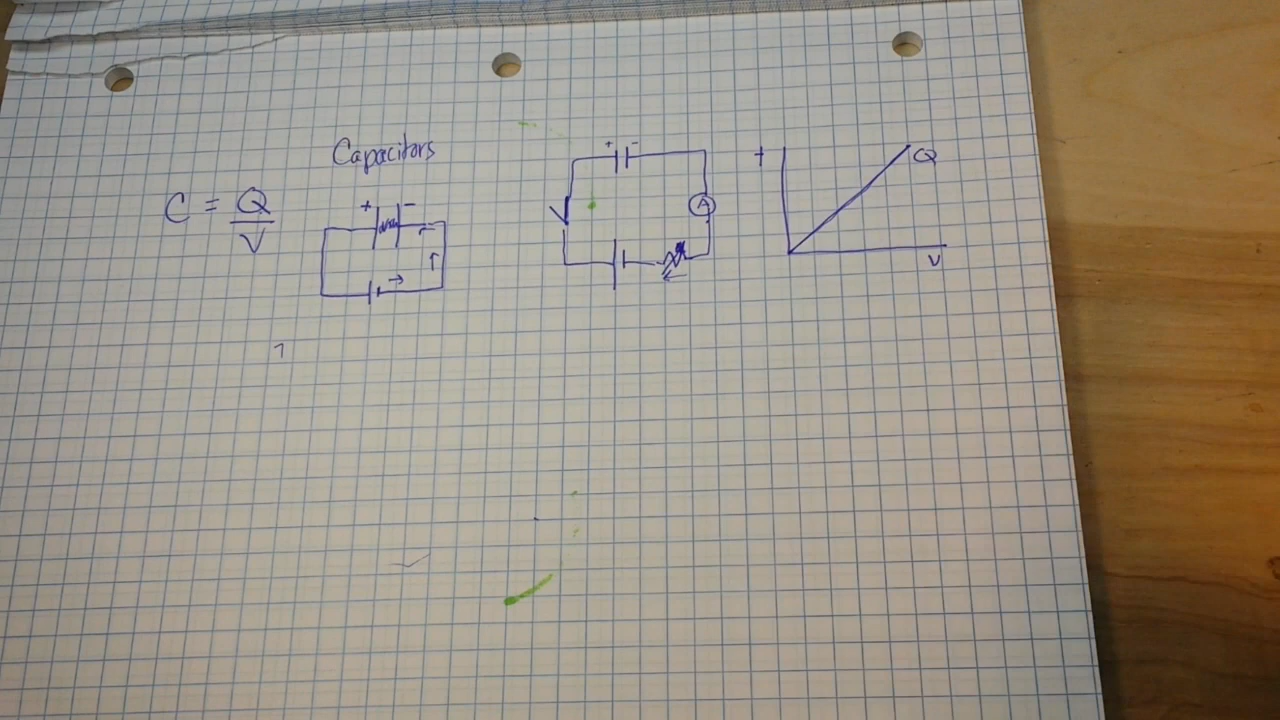 Capacitors
C = Q
V
+ -
+ -
A
+
Q
V